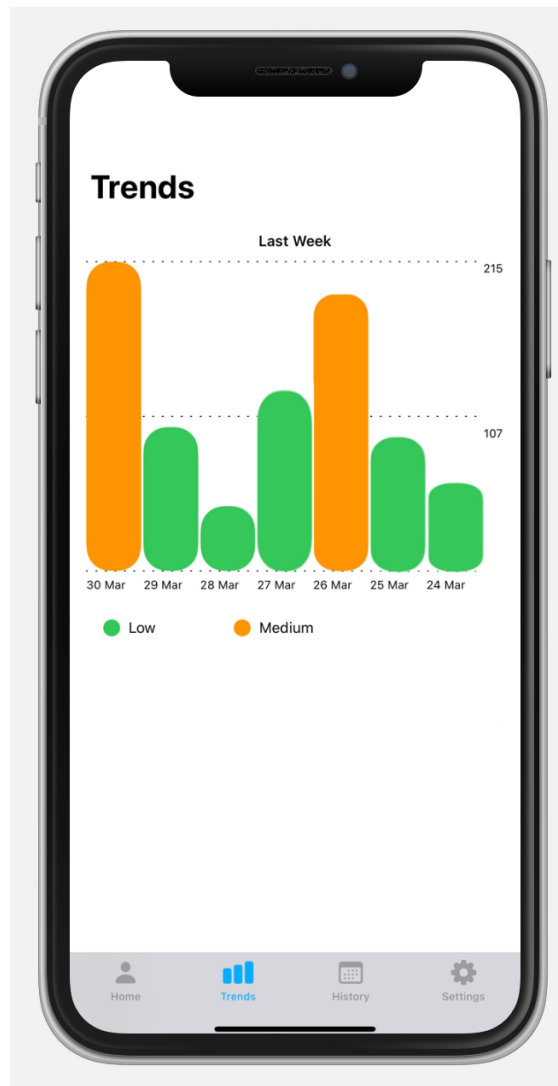 Trends
Last Week
215
107
30 Mar 29 Mar 28 Mar 27 Mar 26 Mar 25 Mar 24 Mar
Low Medium
Home Trends History Settings